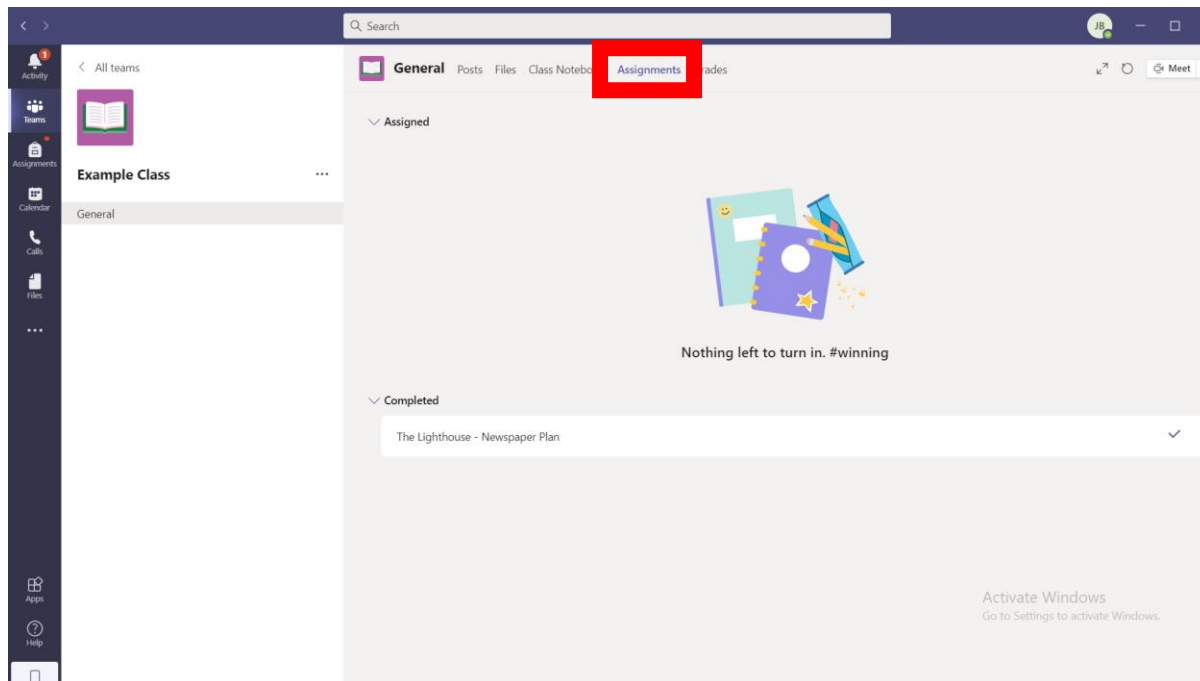 Search
JB
1
Activity
Teams
Assignments
Calendar
Calls
Files
...
Apps
Help
All teams
Example Class
...
General
General Posts Files Class Notebo Assignments rades
Meet
Assigned
Nothing left to turn in. #winning
Completed
The Lighthouse - Newspaper Plan
Activate Windows
Go to Settings to activate Windows.